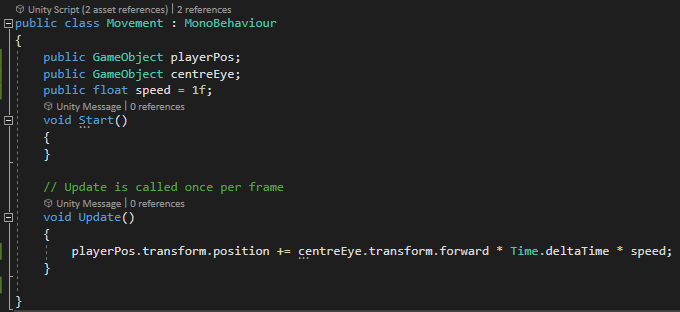 Unity Script (2 asset references) | 2 references
public class Movement : MonoBehaviour
{
public GameObject playerPos;
public GameObject centreEye;
public float speed = 1f;
Unity Message | 0 references
void Start()
{
}
// Update is called once per frame
Unity Message | 0 references
void Update()
{
playerPos.transform.position += centreEye.transform.forward * Time.deltaTime * speed;
}
}